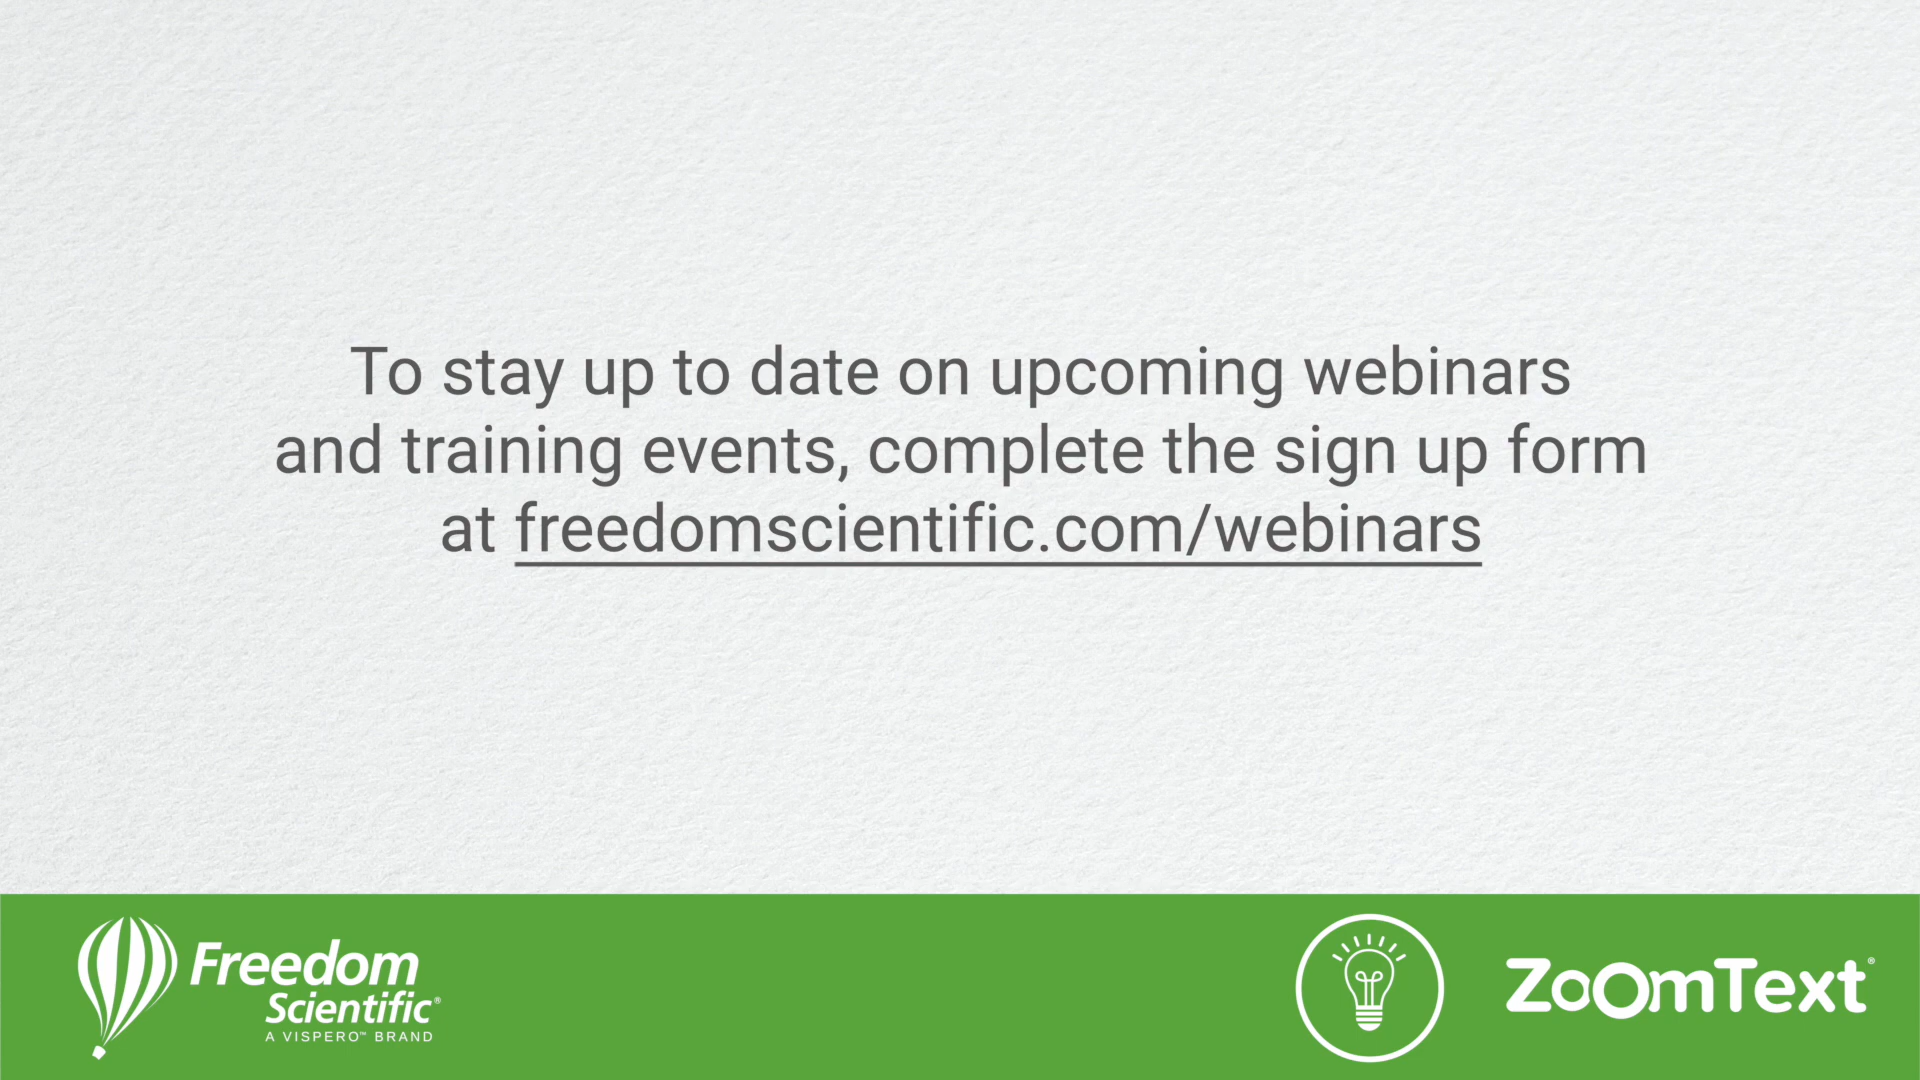 To stay up to date on upcoming webinars
and training events, complete the sign up form
at freedomscientific.com/webinars
Freedom
Scientific®
A VISPERO™ BRAND
ZoomText®